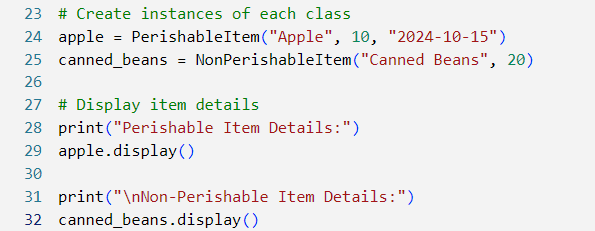 23 # Create instances of each class
24 apple = PerishableItem("Apple", 10, "2024-10-15")
25 canned_beans = NonPerishableItem("Canned Beans", 20)
26
27 # Display item details
28 print("Perishable Item Details:")
29 apple.display()
30
31 print("\nNon-Perishable Item Details:")
32 canned_beans.display()